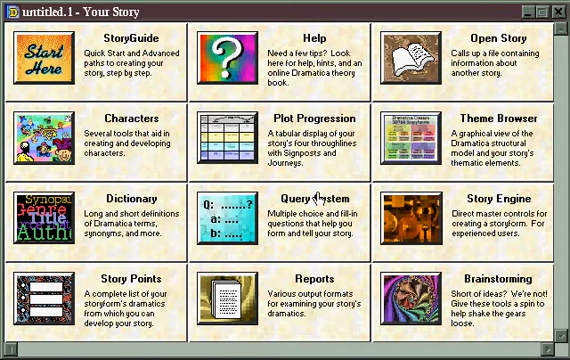 untitled.1 - Your Story
Start
Here
StoryGuide
Quick Start and Advanced
paths to creating your
story, step by step.
?
Help
Need a few tips? Look
here for help, hints, and an
online Dramatica theory
book.
Open Story
Calls up a file containing
information about
another story.
Characters
Several tools that aid in
creating and developing
characters.
Plot Progression
A tabular display of your
story's four throughlines
with Signposts and
Journeys.
Theme Browser
A graphical view of the
Dramatica structural
model and your story's
thematic elements.
Synop
Genre
Title
Auth
Dictionary
Long and short definitions
of Dramatica terms,
synonyms, and more.
Q: .......?
a: ....
b: ....
Query System
Multiple choice and fill-in
questions that help you
form and tell your story.
Story Engine
Direct master controls for
creating a storyform. For
experienced users.
Story Points
A complete list of your
storyform's dramatics
from which you can
develop your story.
Reports
Various output formats
for examining your story's
dramatics.
Brainstorming
Short of ideas? We're not!
Give these tools a spin to
help shake the gears
loose.